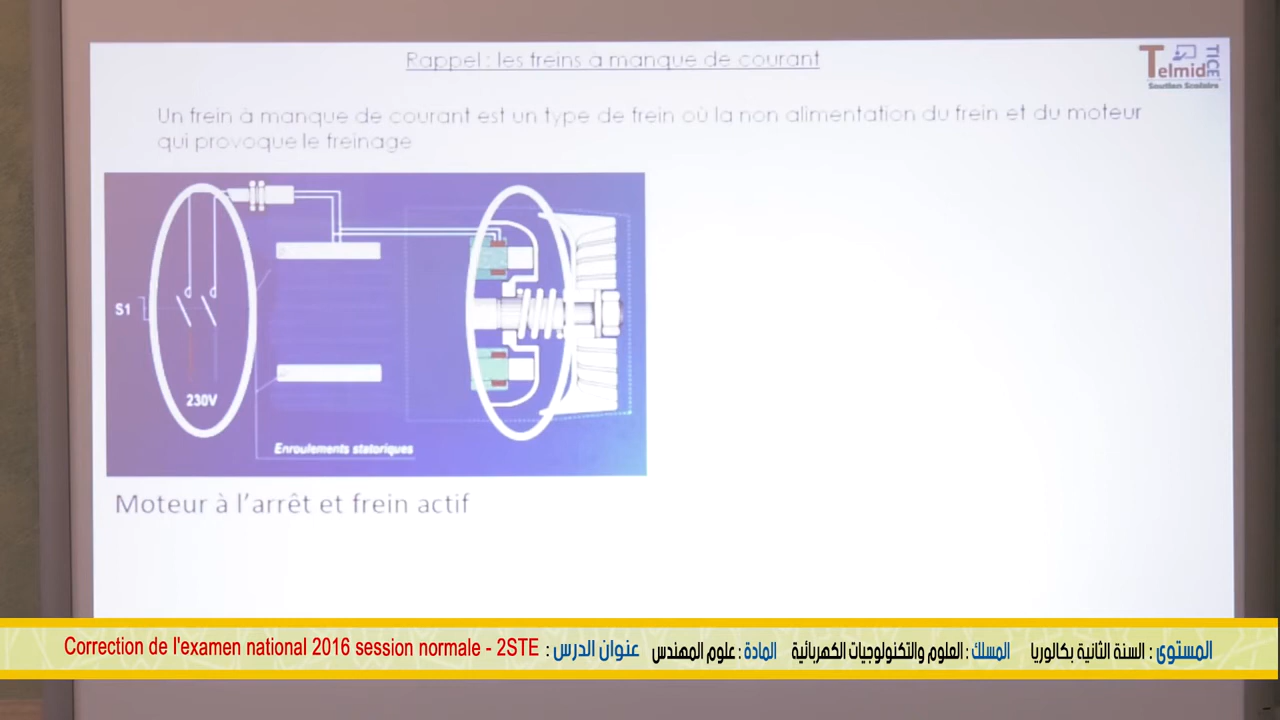 Rappel : les freins à manque de courant
Telmid TICE
Soutien Scolaire
Un frein à manque de courant est un type de frein où la non alimentation du frein et du moteur
qui provoque le freinage
S1
230V
Enroulements statoriques
Moteur à l'arrêt et frein actif
المستوى : السنة الثانية بكالوريا المسلك : العلوم والتكنولوجيات الكهربائية المادة : علوم المهندس عنوان الدرس : Correction de l'examen national 2016 session normale - 2STE